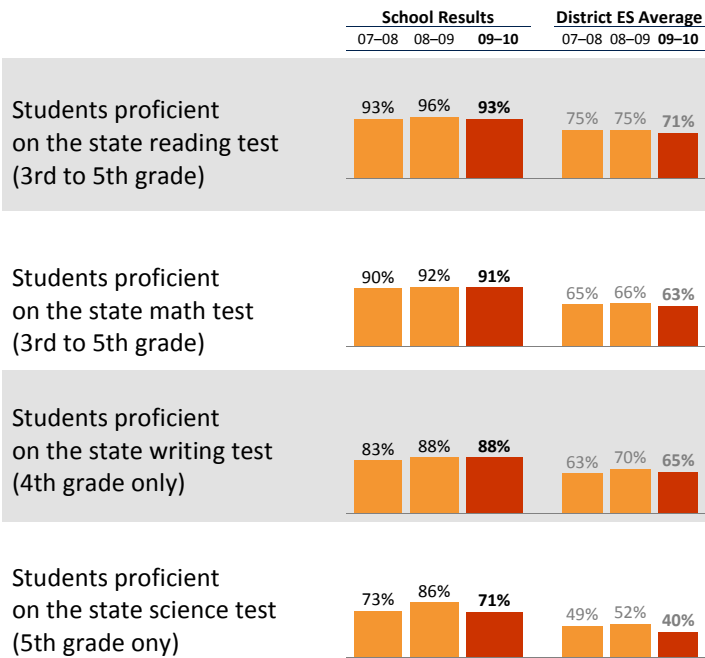 School Results District ES Average
07–08 08–09 09–10 07–08 08–09 09–10
93% 96% 93% 75% 75% 71%
Students proficient
on the state reading test
(3rd to 5th grade)
90% 92% 91% 65% 66% 63%
Students proficient
on the state math test
(3rd to 5th grade)
83% 88% 88% 63% 70% 65%
Students proficient
on the state writing test
(4th grade only)
73% 86% 71% 49% 52% 40%
Students proficient
on the state science test
(5th grade ony)